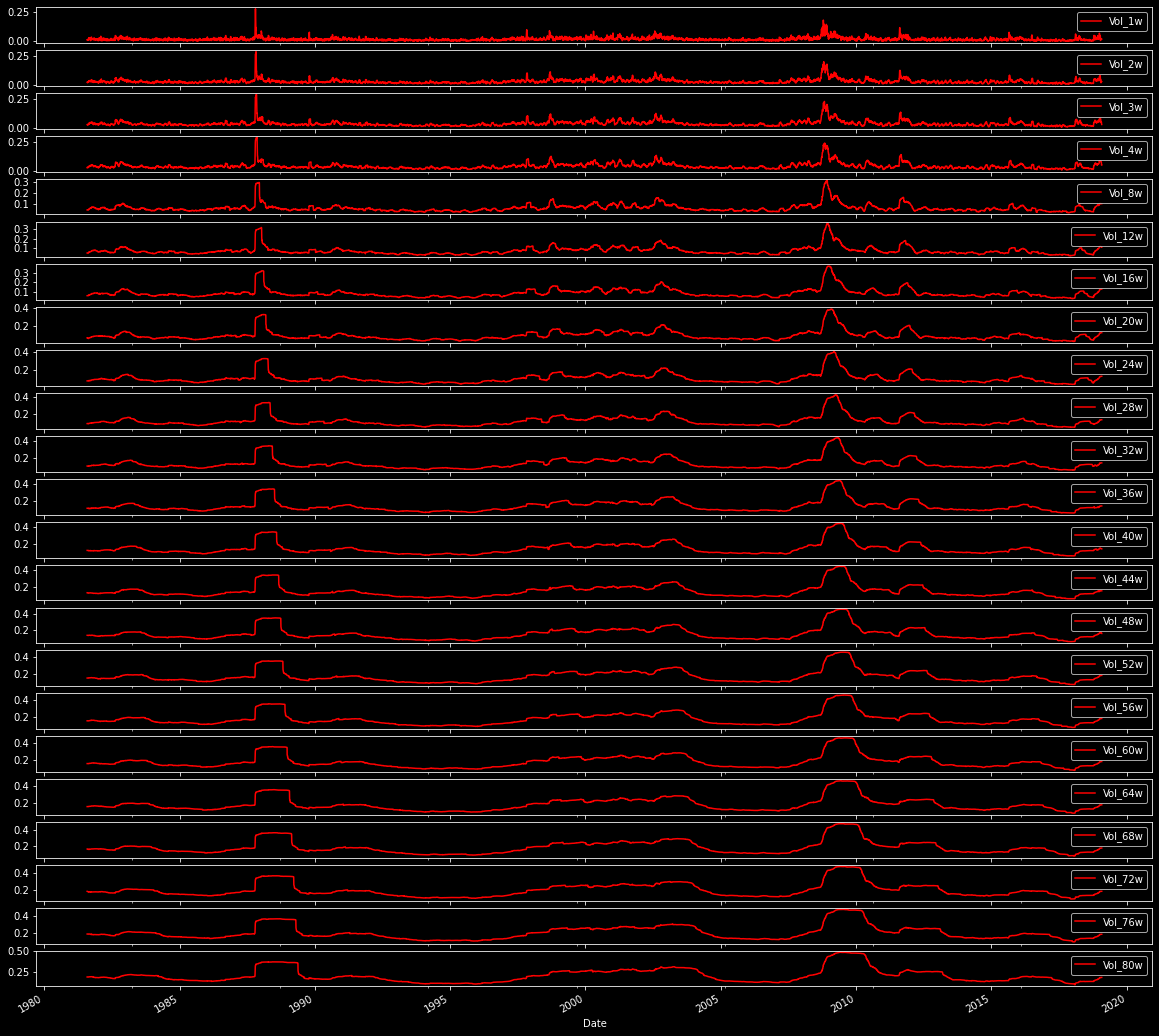 0.25
0.00
Vol_1w
0.25
0.00
Vol_2w
0.25
0.00
Vol_3w
0.25
0.00
Vol_4w
0.3
0.2
0.1
Vol_8w
0.3
0.2
0.1
Vol_12w
0.3
0.2
0.1
Vol_16w
0.4
0.2
Vol_20w
0.4
0.2
Vol_24w
0.4
0.2
Vol_28w
0.4
0.2
Vol_32w
0.4
0.2
Vol_36w
0.4
0.2
Vol_40w
0.4
0.2
Vol_44w
0.4
0.2
Vol_48w
0.4
0.2
Vol_52w
0.4
0.2
Vol_56w
0.4
0.2
Vol_60w
0.4
0.2
Vol_64w
0.4
0.2
Vol_68w
0.4
0.2
Vol_72w
0.4
0.2
Vol_76w
0.50
0.25
Vol_80w
1980 1985 1990 1995 2000 2005 2010 2015 2020
Date